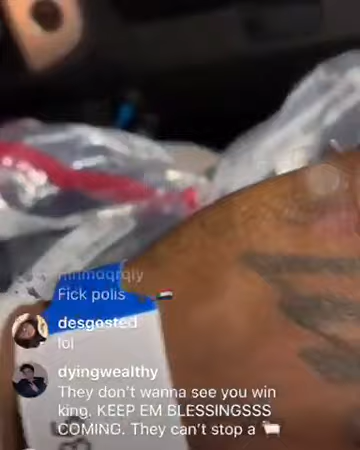 Fick polis
desgosted
lol
dyingwealthy
They don't wanna see you win
king. KEEP EM BLESSINGSSS
COMING. They can't stop a 🐐